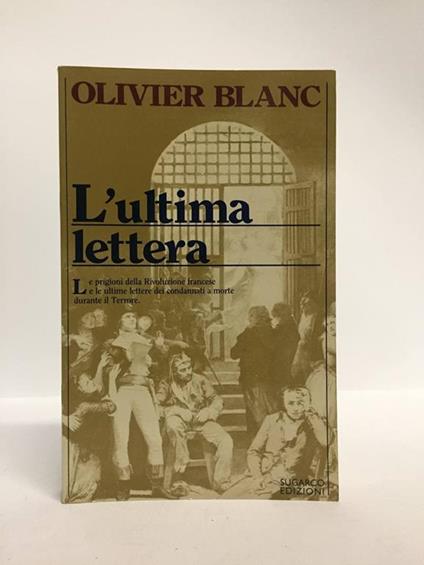 OLIVIER BLANC
L'ultima
lettera
Le prigioni della Rivoluzione francese
e le ultime lettere dei condannati a morte
durante il Terrore.
SUGARCO
EDIZIONI